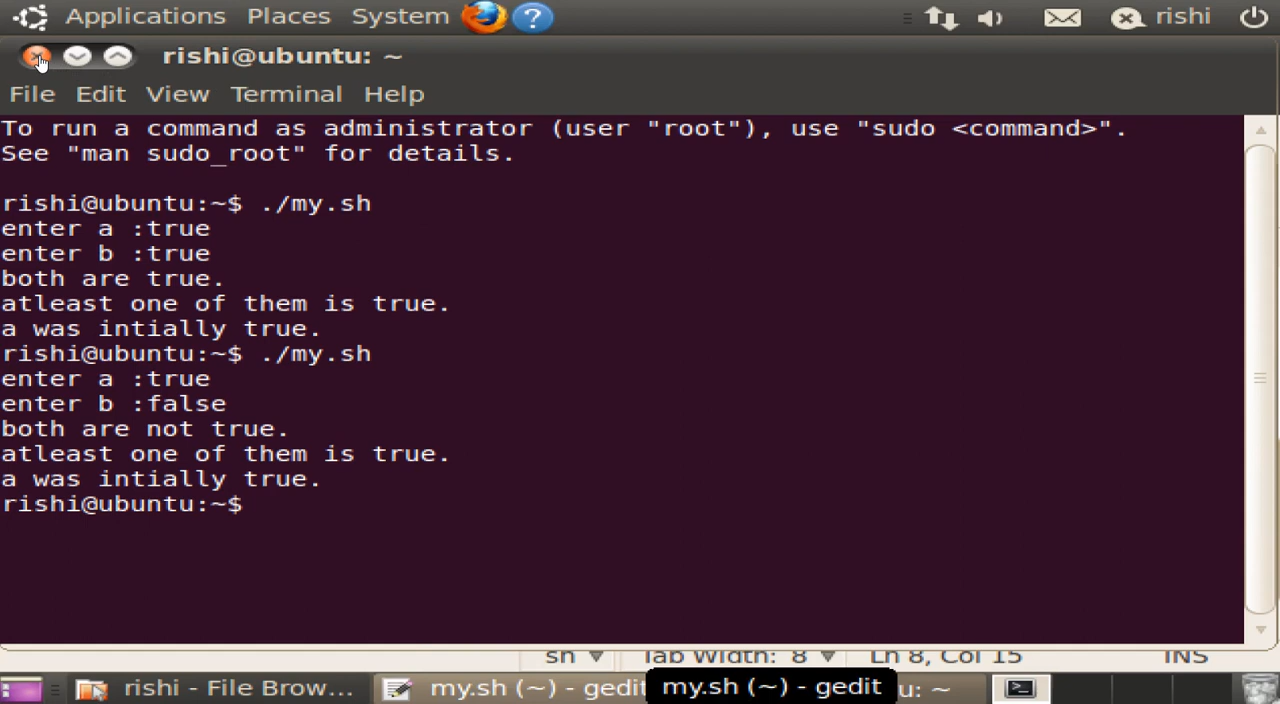 Applications Places System rishi
rishi@ubuntu: ~
File Edit View Terminal Help
To run a command as administrator (user "root"), use "sudo <command>".
See "man sudo_root" for details.
rishi@ubuntu:~$ ./my.sh
enter a :true
enter b :true
both are true.
atleast one of them is true.
a was intially true.
rishi@ubuntu:~$ ./my.sh
enter a :true
enter b :false
both are not true.
atleast one of them is true.
a was intially true.
rishi@ubuntu:~$
sh Tab Width: 8 Ln 8, Col 15 INS
rishi - File Brow... my.sh (~) - gedit my.sh (~) - gedit u: ~